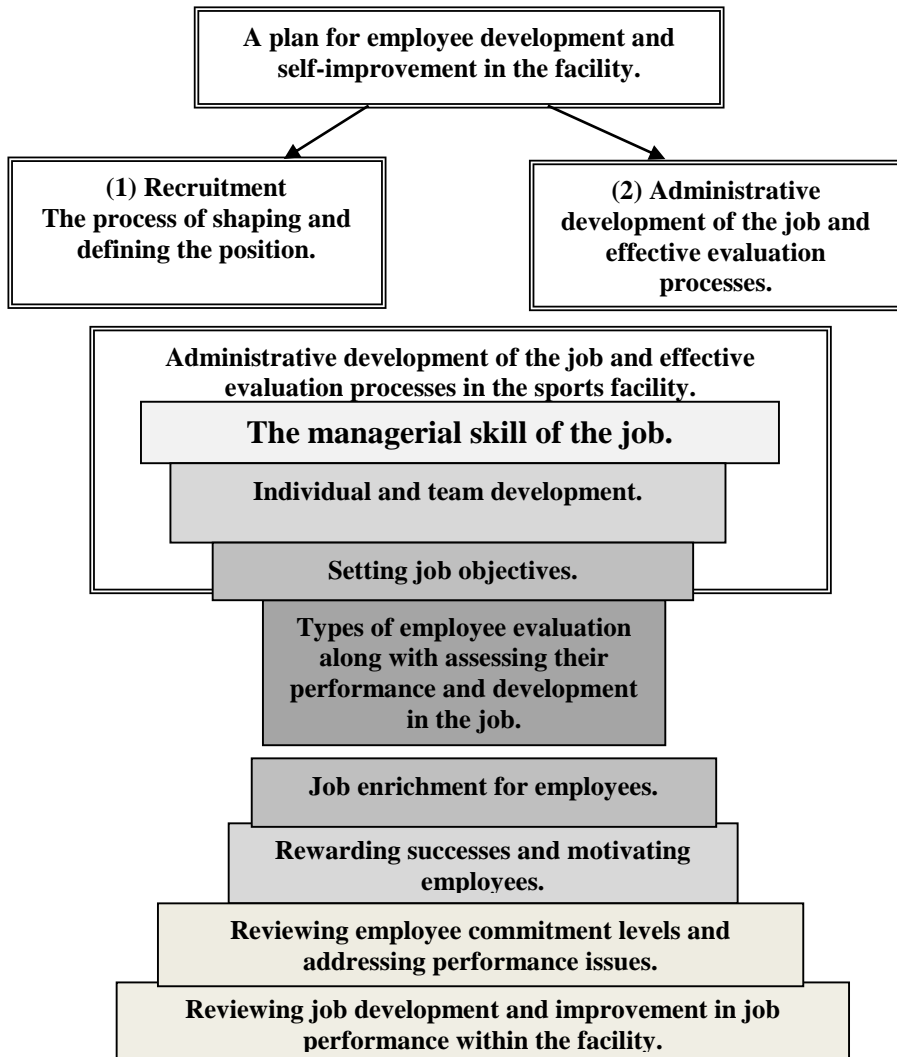 A plan for employee development and
self-improvement in the facility.
(1) Recruitment
The process of shaping and
defining the position.
(2) Administrative
development of the job and
effective evaluation
processes.
Administrative development of the job and effective
evaluation processes in the sports facility.
The managerial skill of the job.
Individual and team development.
Setting job objectives.
Types of employee evaluation
along with assessing their
performance and development
in the job.
Job enrichment for employees.
Rewarding successes and motivating
employees.
Reviewing employee commitment levels and
addressing performance issues.
Reviewing job development and improvement in job
performance within the facility.